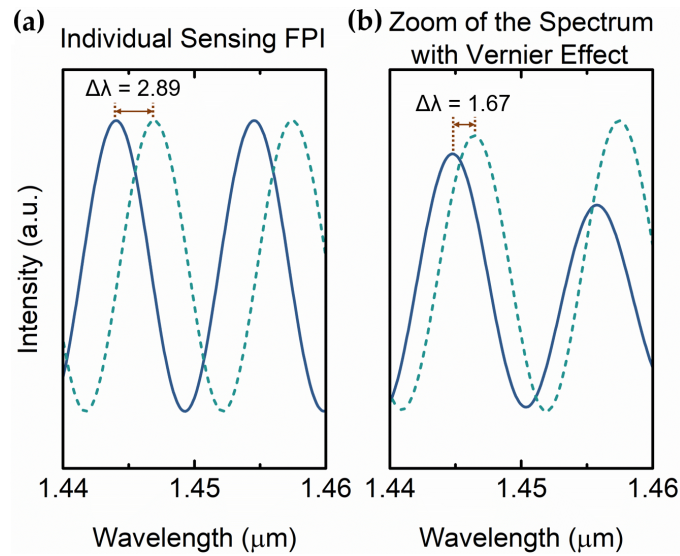 (a)
Individual Sensing FPI
Δλ = 2.89
Intensity (a.u.)
1.44
1.45
1.46
Wavelength (μm)
(b)
Zoom of the Spectrum
with Vernier Effect
Δλ = 1.67
1.44
1.45
1.46
Wavelength (μm)